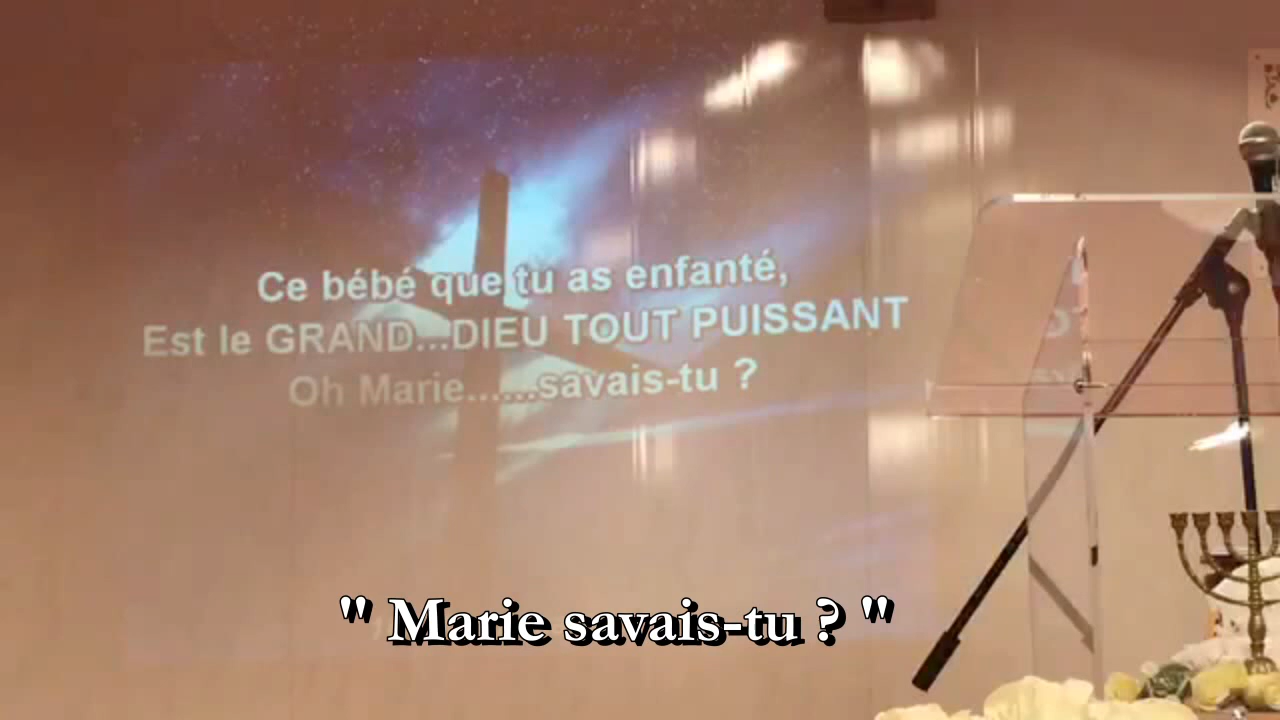 Ce bébé que tu as enfanté,
Est le GRAND...DIEU TOUT PUISSANT
Oh Marie......savais-tu ?
" Marie savais-tu ? "